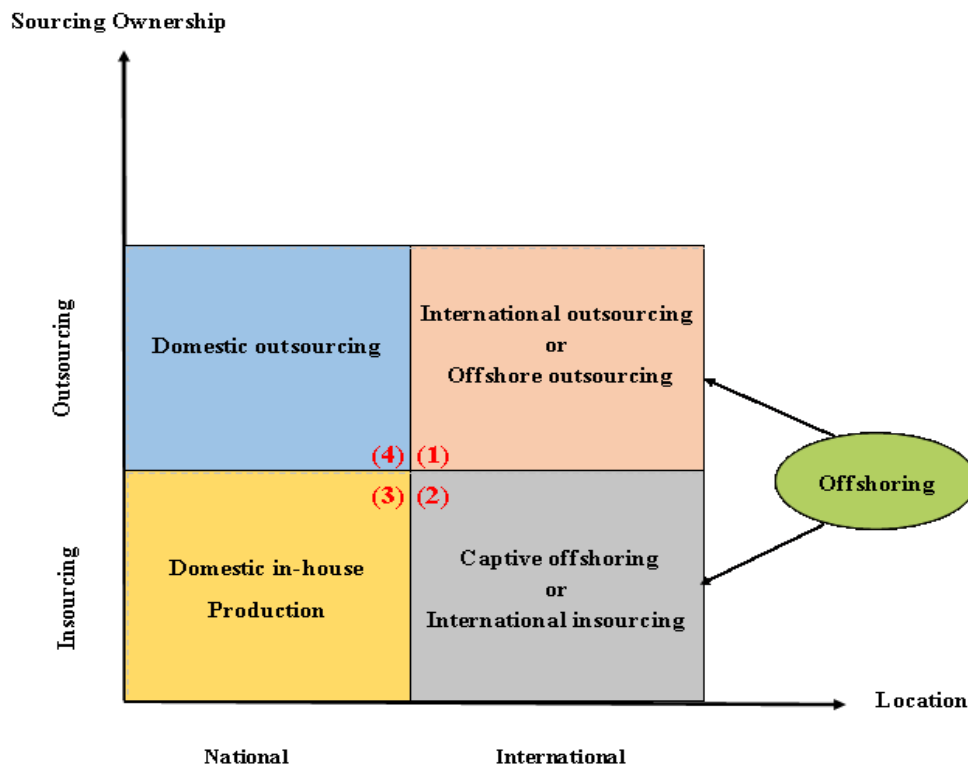 Sourcing Ownership
Outsourcing
Domestic outsourcing
International outsourcing
or
Offshore outsourcing
(4) (1)
Offshoring
(3) (2)
Insourcing
Domestic in-house
Production
Captive offshoring
or
International insourcing
Location
National
International